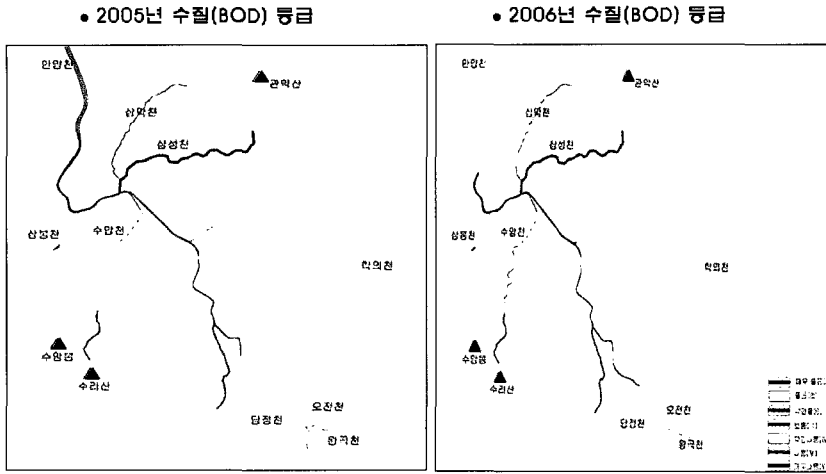 • 2005년 수질(BOD) 등급
안양천
관악산
삼막천
삼성천
삼봉천
수암천
학의천
수암봉
수리산
당정천
오전천
왕곡천
• 2006년 수질(BOD) 등급
안양천
관악산
삼막천
삼성천
삼봉천
수암천
학의천
수암봉
수리산
당정천
오전천
왕곡천